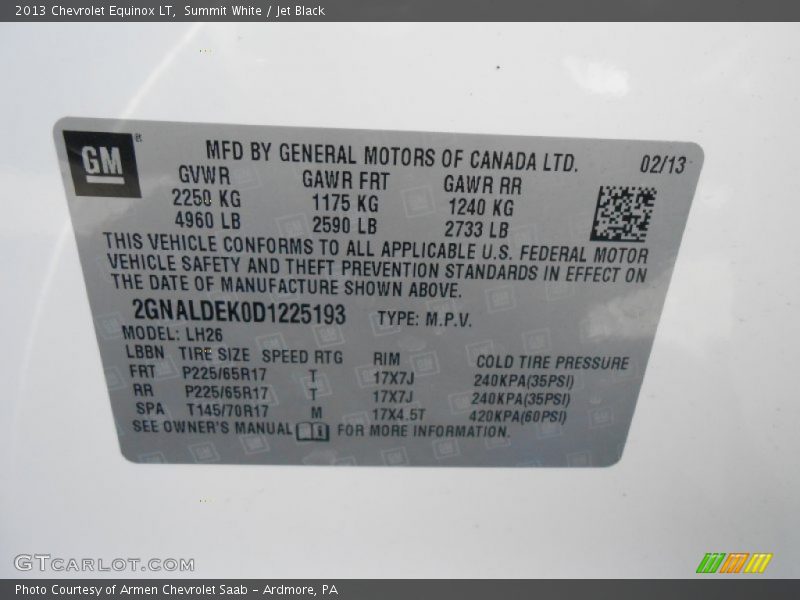 2013 Chevrolet Equinox LT, Summit White / Jet Black
GM
MFD BY GENERAL MOTORS OF CANADA LTD. 02/13
GVWR GAWR FRT GAWR RR
2250 KG 1175 KG 1240 KG
4960 LB 2590 LB 2733 LB
THIS VEHICLE CONFORMS TO ALL APPLICABLE U.S. FEDERAL MOTOR
VEHICLE SAFETY AND THEFT PREVENTION STANDARDS IN EFFECT ON
THE DATE OF MANUFACTURE SHOWN ABOVE.
2GNALDEK0D1225193 TYPE: M.P.V.
MODEL: LH26
LBBN TIRE SIZE SPEED RTG RIM COLD TIRE PRESSURE
FRT P225/65R17 T 17X7J 240KPA(35PSI)
RR P225/65R17 T 17X7J 240KPA(35PSI)
SPA T145/70R17 M 17X4.5T 420KPA(60PSI)
SEE OWNER'S MANUAL FOR MORE INFORMATION.
GTCARLOT.COM
Photo Courtesy of Armen Chevrolet Saab - Ardmore, PA